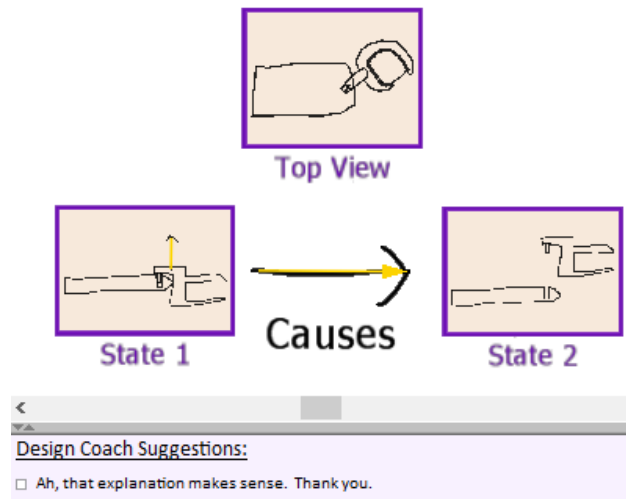 Top View
Causes
State 1
State 2
Design Coach Suggestions:
Ah, that explanation makes sense. Thank you.